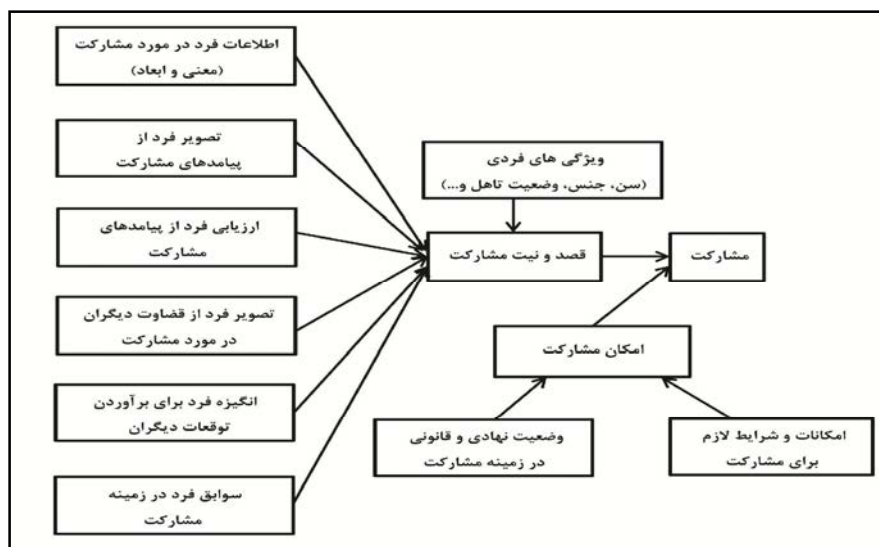 اطلاعات فرد در مورد مشارکت
(معنی و ابعاد)
تصویر فرد از
پیامدهای مشارکت
ارزیابی فرد از پیامدهای
مشارکت
تصویر فرد از قضاوت دیگران
در مورد مشارکت
انگیزه فرد برای برآوردن
توقعات دیگران
سوابق فرد در زمینه
مشارکت
ویژگی های فردی
(سن، جنس، وضعیت تاهل و...)
قصد و نیت مشارکت
مشارکت
امکان مشارکت
وضعیت نهادی و قانونی
در زمینه مشارکت
امکانات و شرایط لازم
برای مشارکت